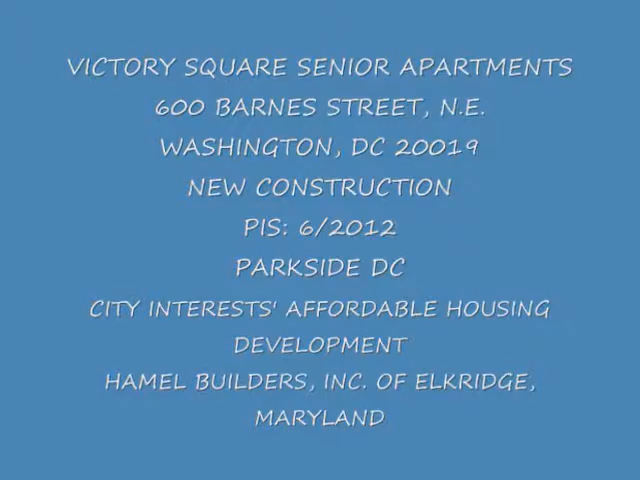 VICTORY SQUARE SENIOR APARTMENTS
600 BARNES STREET, N.E.
WASHINGTON, DC 20019
NEW CONSTRUCTION
PIS: 6/2012
PARKSIDE DC
CITY INTERESTS' AFFORDABLE HOUSING
DEVELOPMENT
HAMEL BUILDERS, INC. OF ELKRIDGE,
MARYLAND